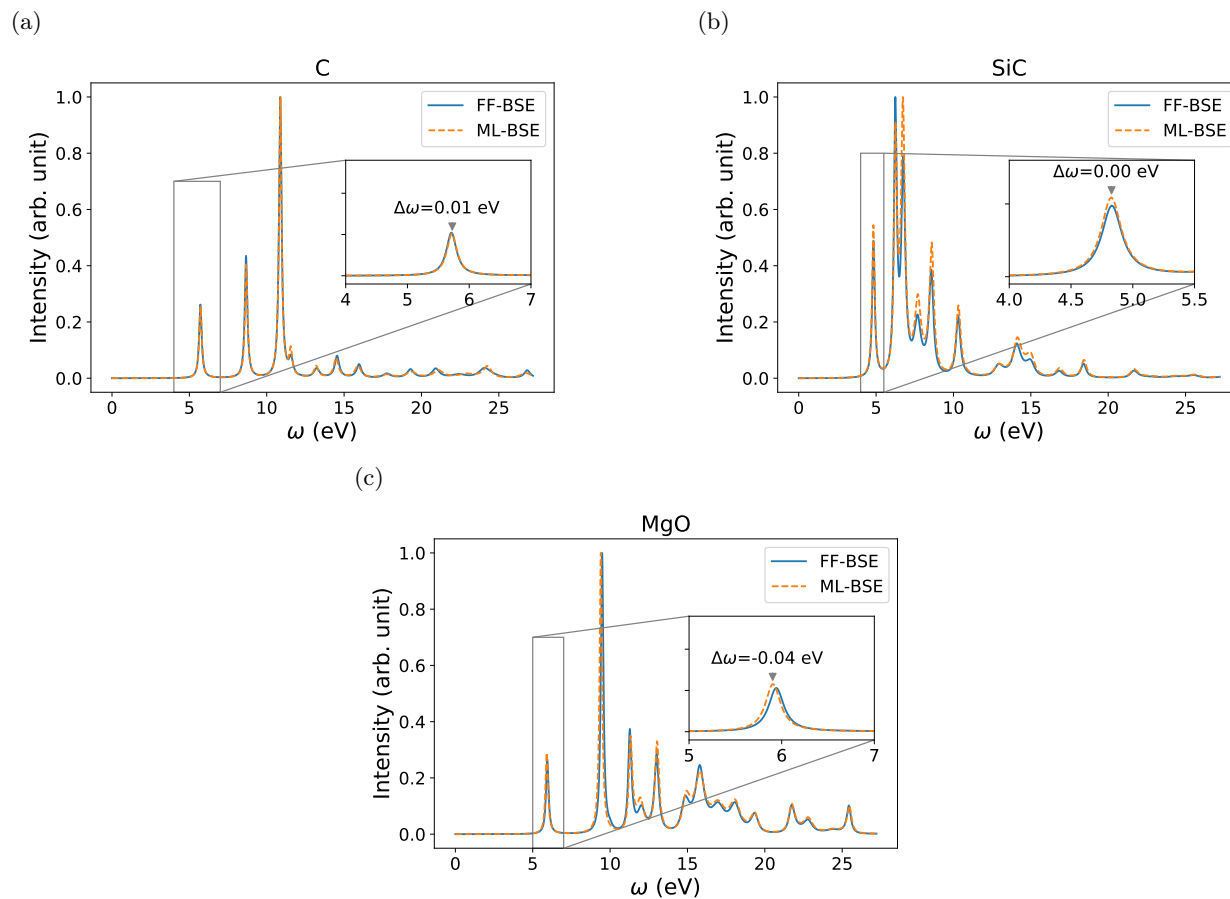 (a)
C
Intensity (arb. unit)
1.0
0.8
0.6
0.4
0.2
0.0
FF-BSE
ML-BSE
Δω=0.01 eV
4 5 6 7
0 5 10 15 20 25
ω (eV)
(b)
SiC
Intensity (arb. unit)
1.0
0.8
0.6
0.4
0.2
0.0
FF-BSE
ML-BSE
Δω=0.00 eV
4.0 4.5 5.0 5.5
0 5 10 15 20 25
ω (eV)
(c)
MgO
Intensity (arb. unit)
1.0
0.8
0.6
0.4
0.2
0.0
FF-BSE
ML-BSE
Δω=-0.04 eV
5 6 7
0 5 10 15 20 25
ω (eV)